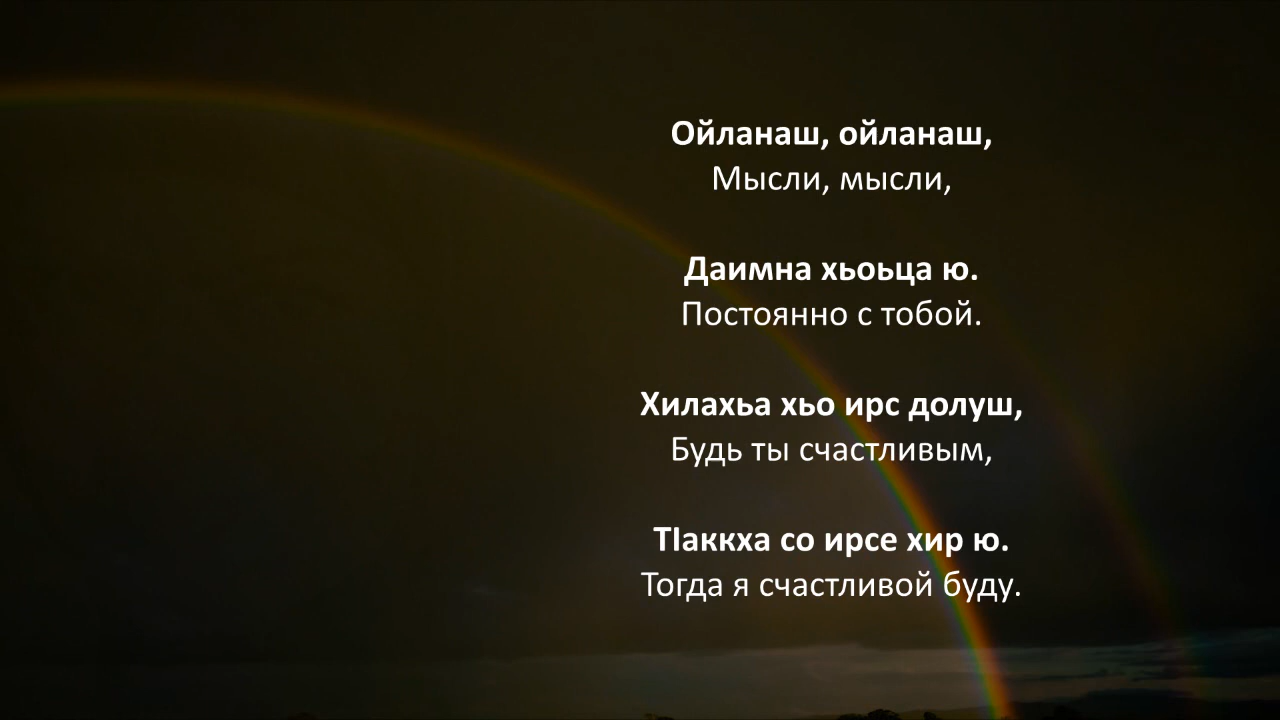 Ойланаш, ойланаш,
Мысли, мысли,
Даимна хьоьца ю.
Постоянно с тобой.
Хилахьа хьо ирс долуш,
Будь ты счастливым,
ТӀаккха со ирсе хир ю.
Тогда я счастливой буду.